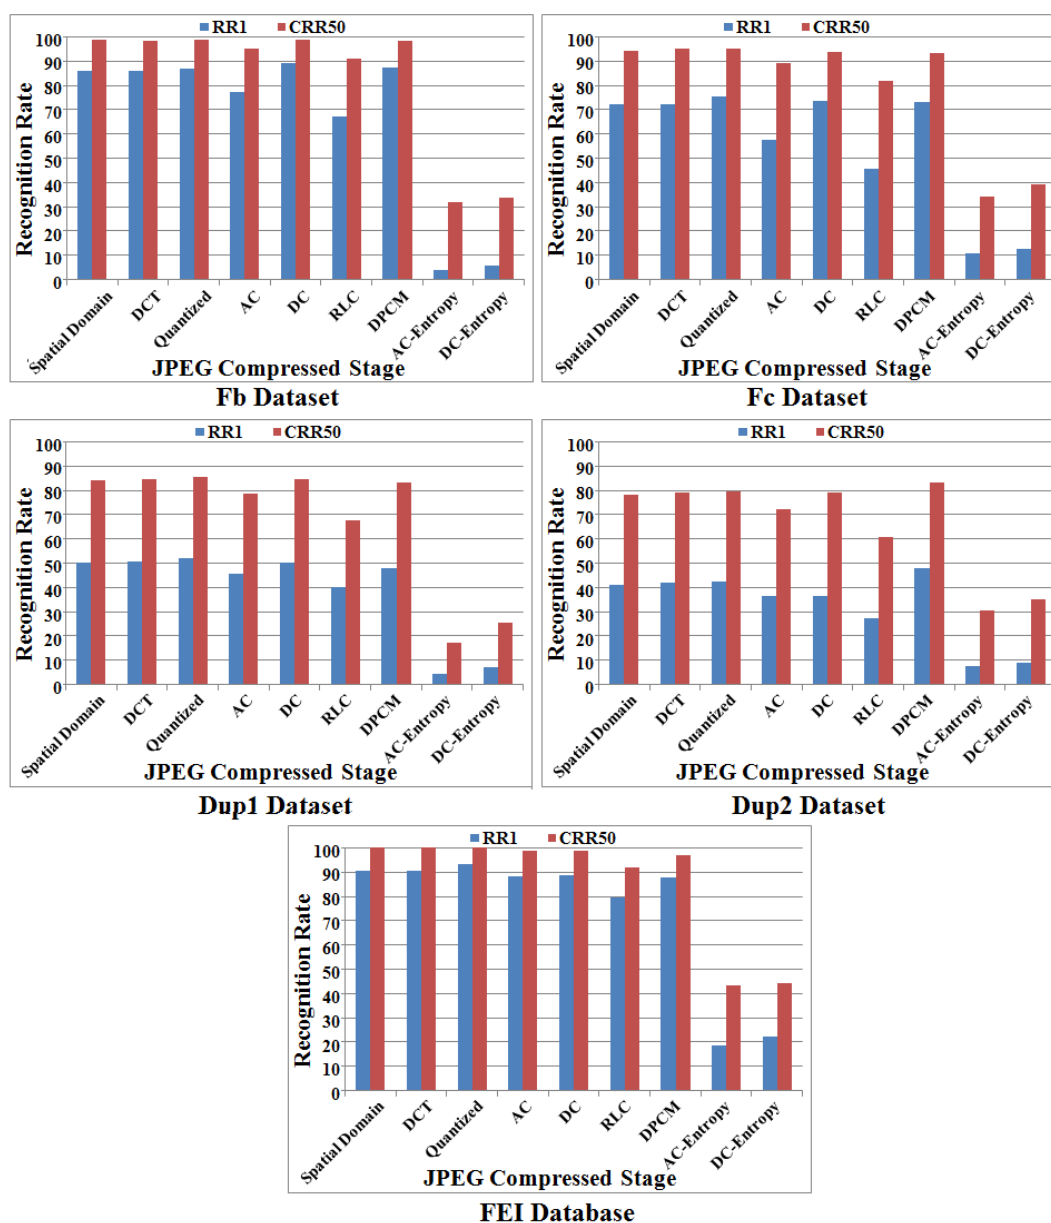 RR1 CRR50
100
90
80
70
60
50
40
30
20
10
0
Recognition Rate
Spatial Domain
DCT
Quantized
AC
DC
RLC
DPCM
AC-Entropy
DC-Entropy
JPEG Compressed Stage
Fb Dataset
RR1 CRR50
100
90
80
70
60
50
40
30
20
10
0
Recognition Rate
Spatial Domain
DCT
Quantized
AC
DC
RLC
DPCM
AC-Entropy
DC-Entropy
JPEG Compressed Stage
Fc Dataset
RR1 CRR50
100
90
80
70
60
50
40
30
20
10
0
Recognition Rate
Spatial Domain
DCT
Quantized
AC
DC
RLC
DPCM
AC-Entropy
DC-Entropy
JPEG Compressed Stage
Dup1 Dataset
RR1 CRR50
100
90
80
70
60
50
40
30
20
10
0
Recognition Rate
Spatial Domain
DCT
Quantized
AC
DC
RLC
DPCM
AC-Entropy
DC-Entropy
JPEG Compressed Stage
Dup2 Dataset
RR1 CRR50
100
90
80
70
60
50
40
30
20
10
0
Recognition Rate
Spatial Domain
DCT
Quantized
AC
DC
RLC
DPCM
AC-Entropy
DC-Entropy
JPEG Compressed Stage
FEI Database